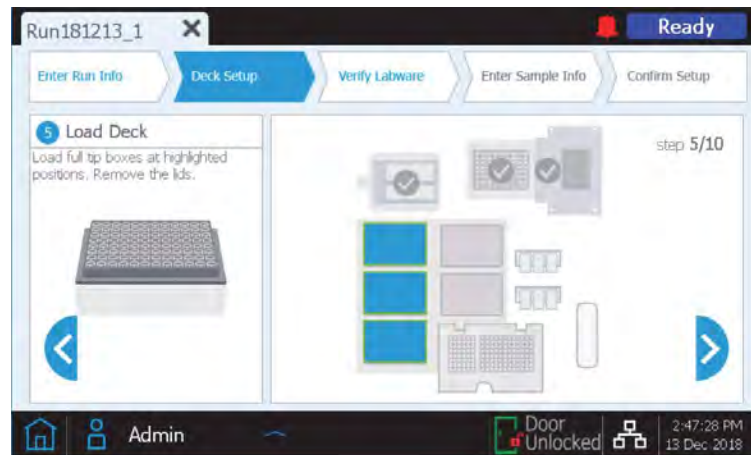 Run181213_1
Ready
Enter Run Info
Deck Setup
Verify Labware
Enter Sample Info
Confirm Setup
5 Load Deck
Load full tip boxes at highlighted
positions. Remove the lids.
step 5/10
Admin
Door
Unlocked
2:47:28 PM
13 Dec 2018